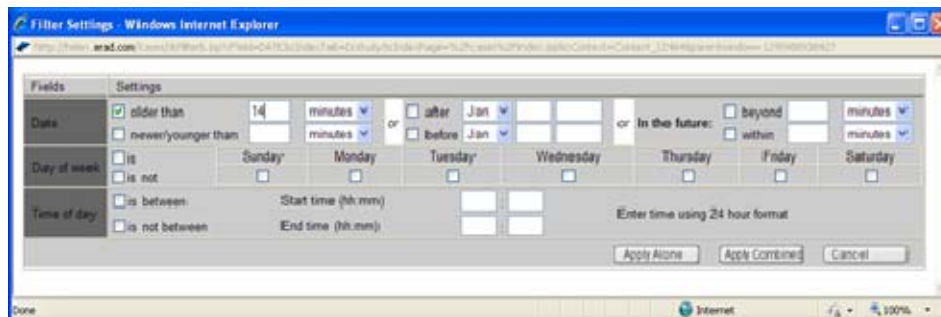 Filter Settings - Windows Internet Explorer
erad.com
Fields Settings
Date
older than 14 minutes or after Jan or In the future: beyond minutes
newer/younger than minutes before Jan within minutes
Day of week
is Sunday Monday Tuesday Wednesday Thursday Friday Saturday
is not
Time of day
is between Start time (hh:mm) :
Enter time using 24 hour format
is not between End time (hh:mm) :
Apply Alone Apply Combined Cancel
Done Internet 100%